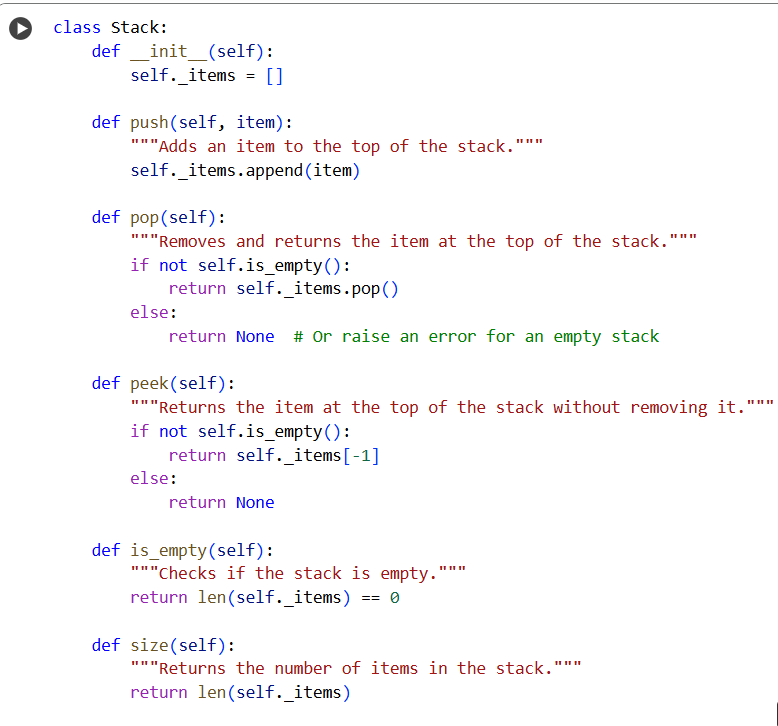 class Stack:
    def __init__(self):
        self._items = []

    def push(self, item):
        """Adds an item to the top of the stack."""
        self._items.append(item)

    def pop(self):
        """Removes and returns the item at the top of the stack."""
        if not self.is_empty():
            return self._items.pop()
        else:
            return None  # Or raise an error for an empty stack

    def peek(self):
        """Returns the item at the top of the stack without removing it."""
        if not self.is_empty():
            return self._items[-1]
        else:
            return None

    def is_empty(self):
        """Checks if the stack is empty."""
        return len(self._items) == 0

    def size(self):
        """Returns the number of items in the stack."""
        return len(self._items)